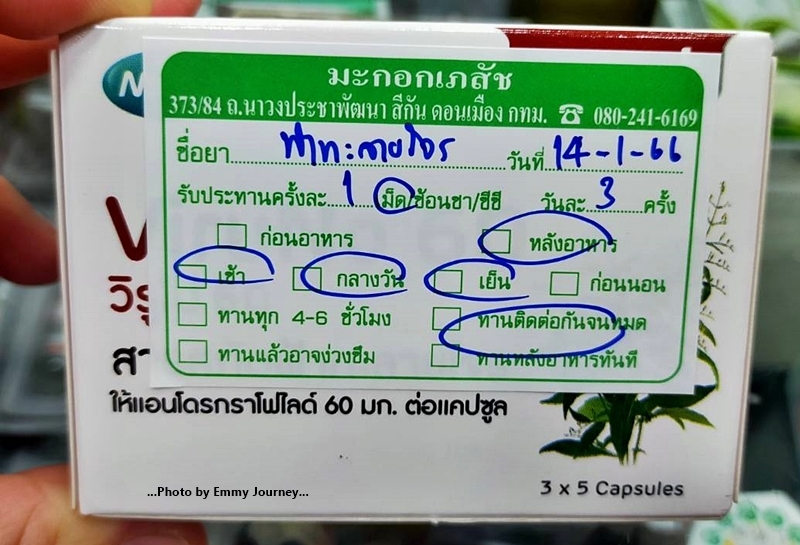 มะกอกเภสัช
373/84 ถ.นาวงประชาพัฒนา สีกัน ดอนเมือง กทม. ☎ 080-241-6169
ชื่อยา ฟ้าทะลายโจร วันที่ 14-1-66
รับประทานครั้งละ 1 เม็ด/ช้อนชา/ซีซี วันละ 3 ครั้ง
ก่อนอาหาร หลังอาหาร
เช้า กลางวัน เย็น ก่อนนอน
ทานทุก 4-6 ชั่วโมง ทานติดต่อกันจนหมด
ทานแล้วอาจง่วงซึม ทานหลังอาหารทันที
ให้แอนโดรกราโฟไลด์ 60 มก. ต่อแคปซูล
...Photo by Emmy Journey...
3 x 5 Capsules